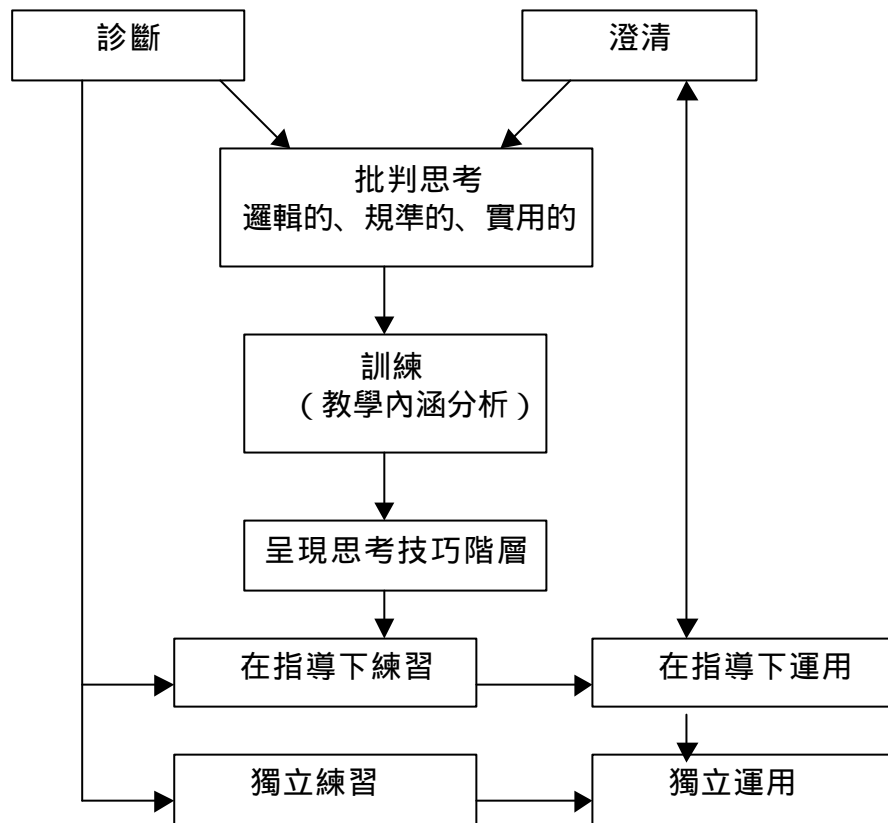 診斷
澄清
批判思考
邏輯的、規準的、實用的
訓練
（教學內涵分析）
呈現思考技巧階層
在指導下練習
在指導下運用
獨立練習
獨立運用